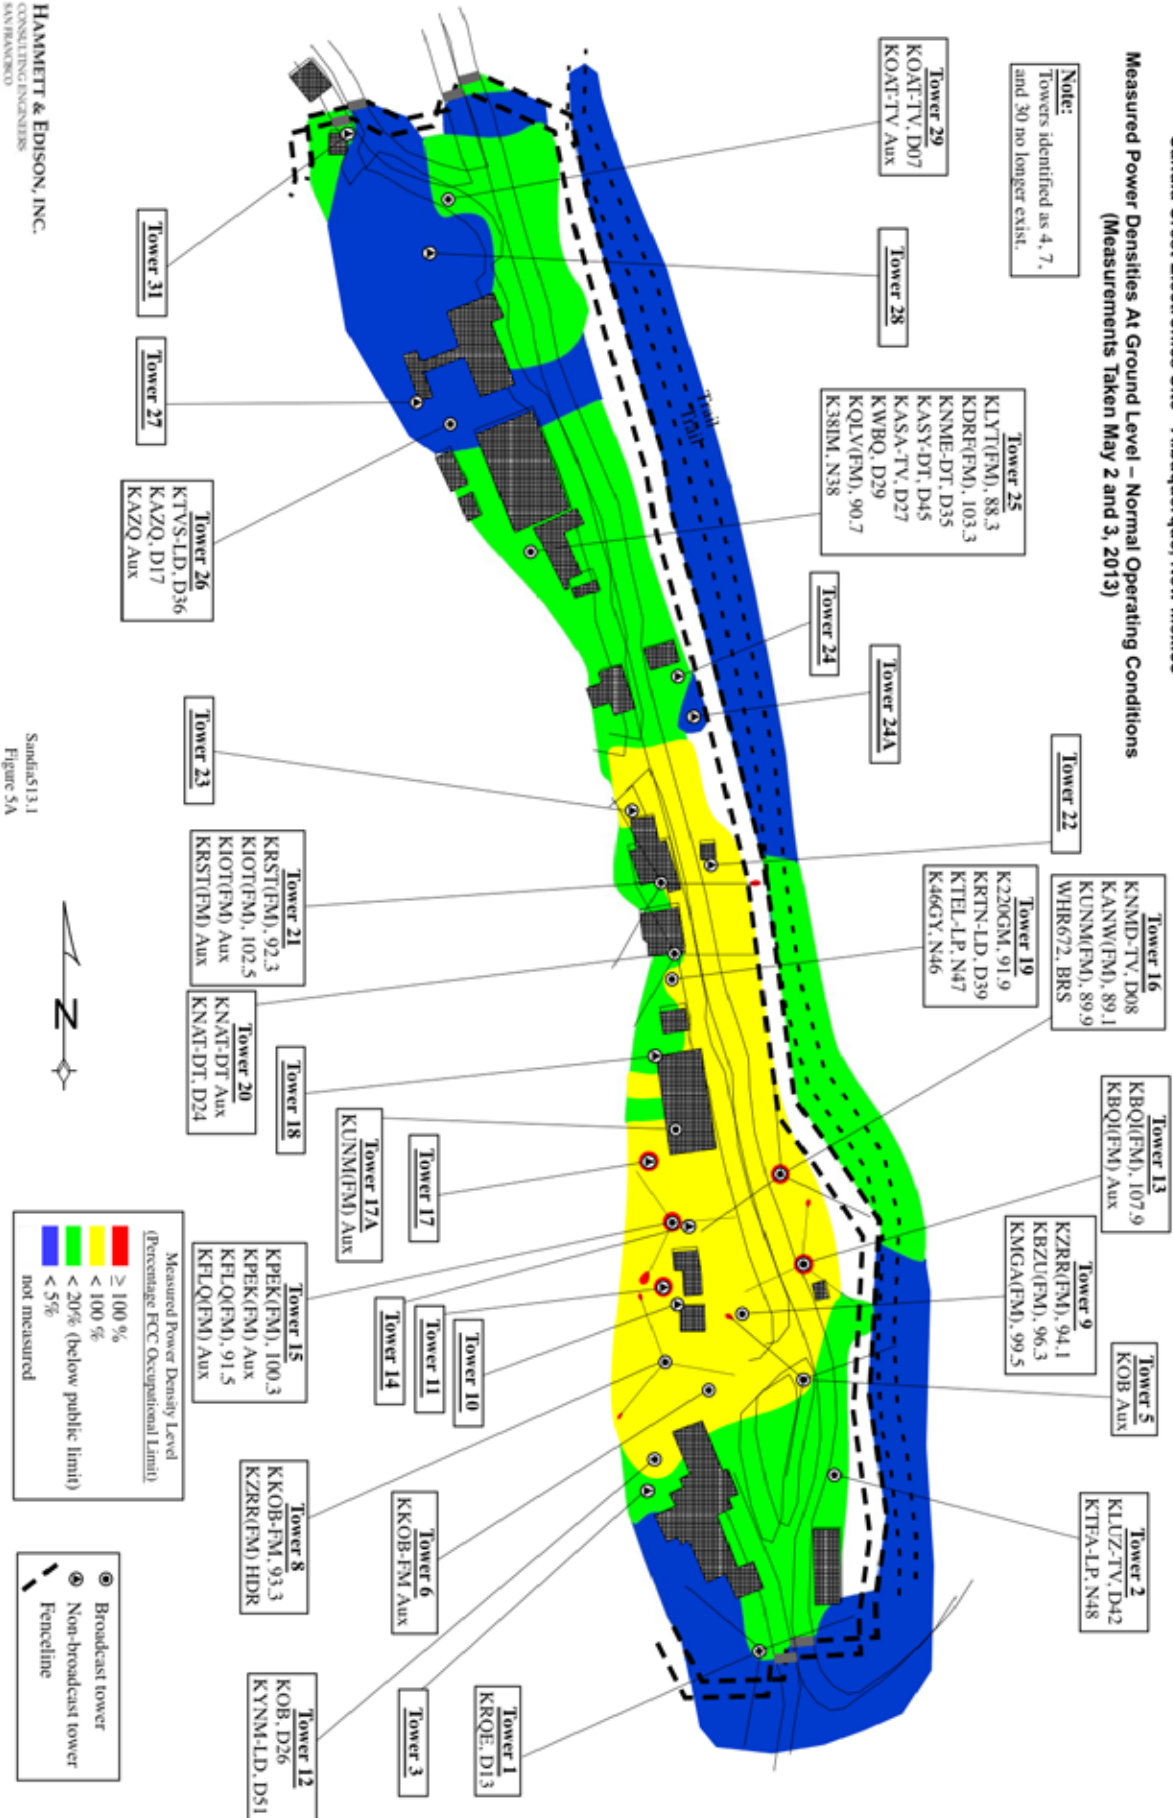 Measured Power Densities At Ground Level – Normal Operating Conditions
(Measurements Taken May 2 and 3, 2013)
Note:
Towers identified as 4, 7,
and 30 no longer exist.
Tower 29
KOAT-TV, D07
KOAT-TV Aux
Tower 28
Tower 25
KLYT(FM), 88.3
KDRF(FM), 103.3
KNME-DT, D35
KASY-DT, D45
KASA-TV, D27
KWBQ, D29
KQLV(FM), 90.7
K38IM, N38
Tower 24
Tower 24A
Tower 22
Tower 19
K220GM, 91.9
KRTN-LD, D39
KTEL-LP, N47
K46GY, N46
Tower 16
KNMD-TV, D08
KANW(FM), 89.1
KUNM(FM), 89.9
WHR672, BRS
Tower 13
KBQI(FM), 107.9
KBQI(FM) Aux
Tower 9
KZRR(FM), 94.1
KBZU(FM), 96.3
KMGA(FM), 99.5
Tower 5
KOB Aux
Tower 2
KLUZ-TV, D42
KTFA-LP, N48
Trail
Trail
Tower 31
Tower 27
Tower 26
KTVS-LD, D36
KAZQ, D17
KAZQ Aux
Tower 23
Tower 21
KRST(FM), 92.3
KIOT(FM), 102.5
KIOT(FM) Aux
KRST(FM) Aux
Tower 20
KNAT-DT Aux
KNAT-DT, D24
Tower 18
Tower 17A
KUNM(FM) Aux
Tower 17
Tower 15
KPEK(FM), 100.3
KPEK(FM) Aux
KFLQ(FM), 91.5
KFLQ(FM) Aux
Tower 14
Tower 11
Tower 10
Tower 8
KKOB-FM, 93.3
KZRR(FM) HDR
Tower 6
KKOB-FM Aux
Tower 12
KOB, D26
KYNM-LD, D51
Tower 3
Tower 1
KRQE, D13
N
Measured Power Density Level
(Percentage FCC Occupational Limit)
≥ 100 %
< 100 %
< 20% (below public limit)
< 5%
not measured
Broadcast tower
Non-broadcast tower
Fenceline
HAMMETT & EDISON, INC.
CONSULTING ENGINEERS
SAN FRANCISCO
Sandia513.1
Figure 5A